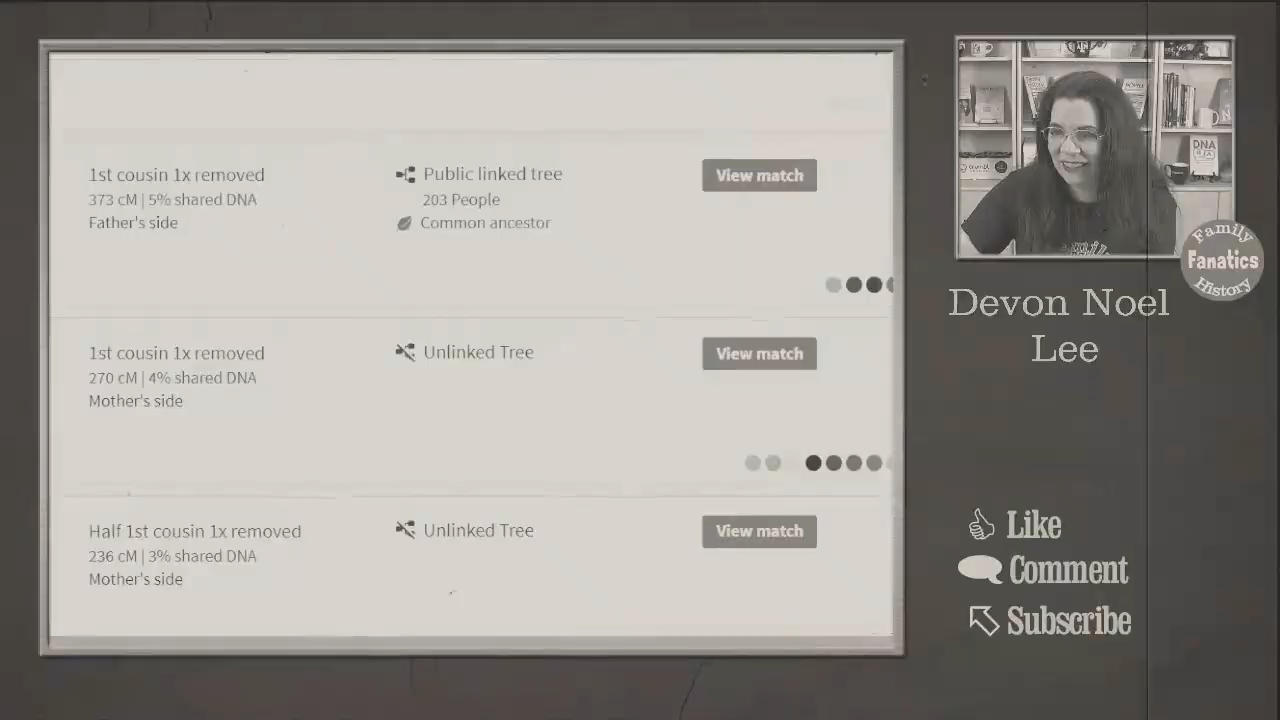 1st cousin 1x removed
373 cM | 5% shared DNA
Father's side
Public linked tree
203 People
Common ancestor
View match
1st cousin 1x removed
270 cM | 4% shared DNA
Mother's side
Unlinked Tree
View match
Half 1st cousin 1x removed
236 cM | 3% shared DNA
Mother's side
Unlinked Tree
View match
DNA
Family
Fanatics
History
Devon Noel
Lee
Like
Comment
Subscribe